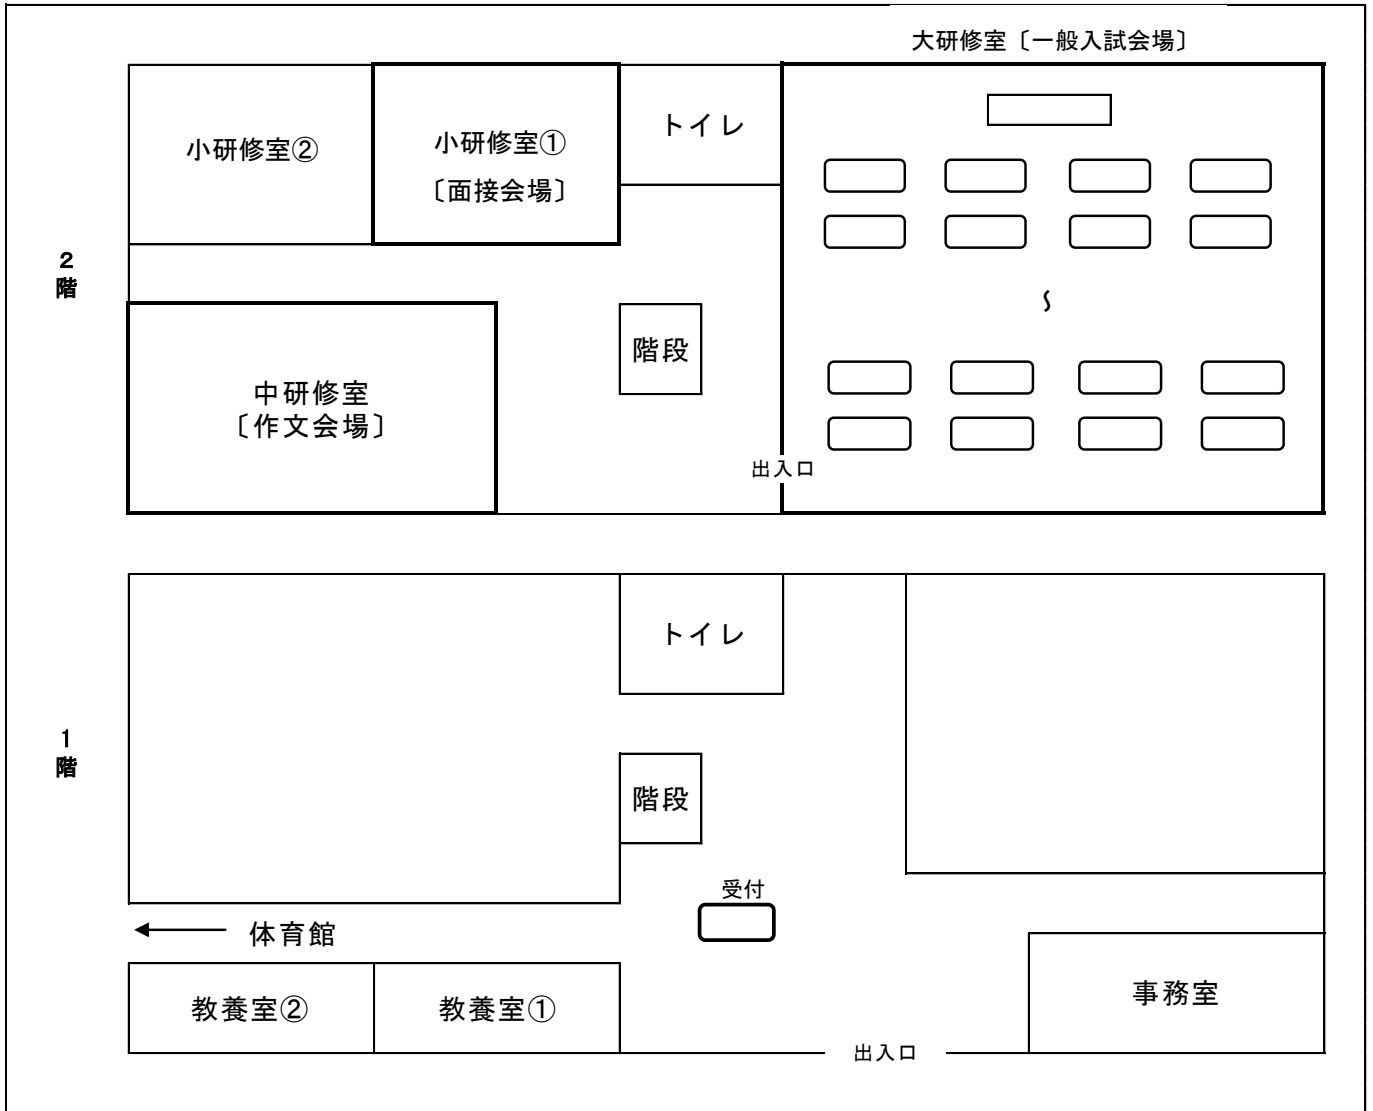 大研修室〔一般入試会場〕
小研修室②
小研修室①
〔面接会場〕
トイレ
2階
～
階段
中研修室
〔作文会場〕
出入口
トイレ
1階
階段
受付
体育館
教養室②
教養室①
事務室
出入口